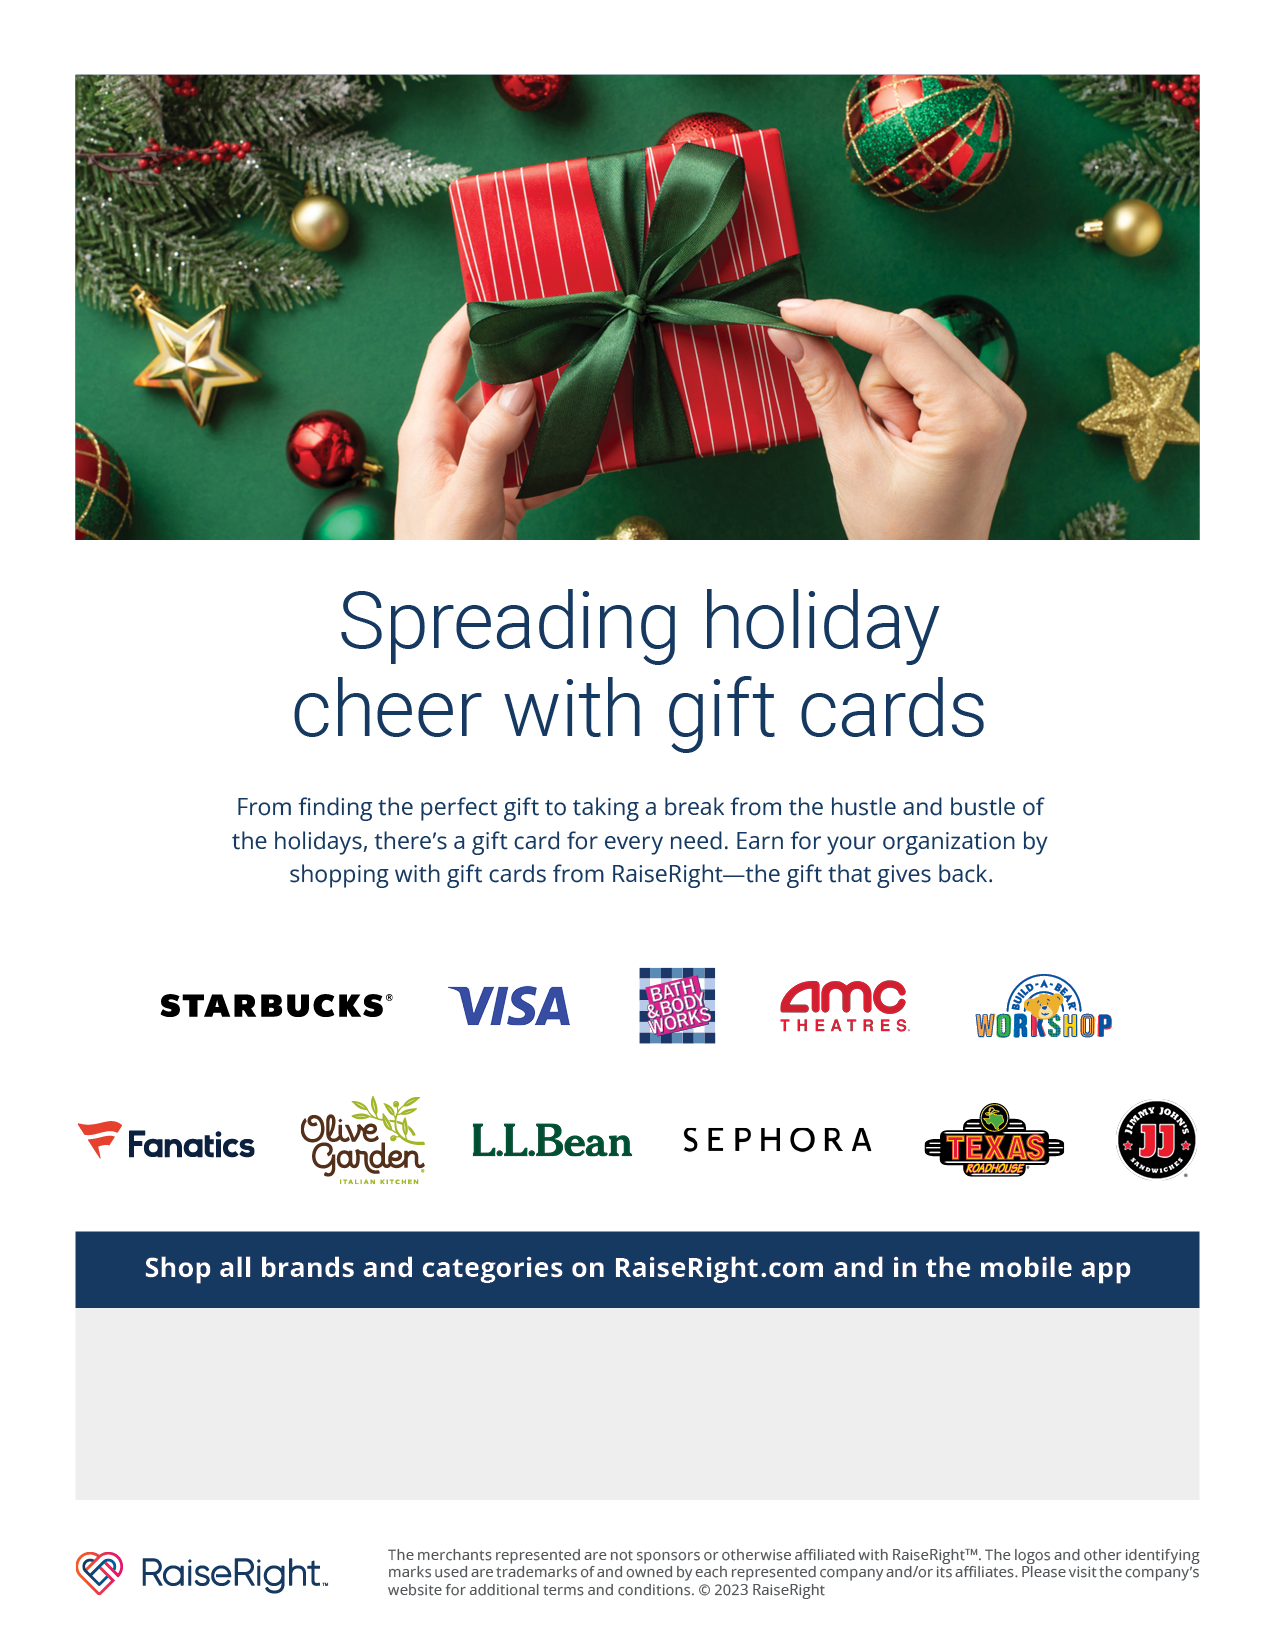 Spreading holiday
cheer with gift cards
From finding the perfect gift to taking a break from the hustle and bustle of
the holidays, there’s a gift card for every need. Earn for your organization by
shopping with gift cards from RaiseRight—the gift that gives back.
STARBUCKS®
VISA
BATH
& BODY
WORKS
amc
THEATRES
BUILD-A-BEAR
WORKSHOP
Fanatics
Olive
Garden
ITALIAN KITCHEN
L.L.Bean
SEPHORA
TEXAS
ROADHOUSE
JIMMY JOHN'S
JJ
SANDWICHES
Shop all brands and categories on RaiseRight.com and in the mobile app
RaiseRight™
The merchants represented are not sponsors or otherwise affiliated with RaiseRight™. The logos and other identifying
marks used are trademarks of and owned by each represented company and/or its affiliates. Please visit the company’s
website for additional terms and conditions. © 2023 RaiseRight